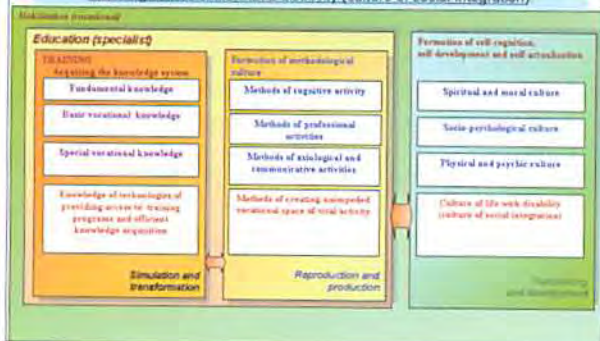 (culture of social integration)
Education (specialist)
TRAINING
Acquiring the knowledge system
Fundamental knowledge
Basic vocational knowledge
Special vocational knowledge
Knowledge of technologies of
providing access to training
programs and efficient
knowledge acquisition
Simulation and
transformation
Formation of methodological
culture
Methods of cognitive activity
Methods of professional
activities
Methods of axiological and
communicative activities
Methods of creating unimpeded
vocational space of vital activity
Reproduction and
production
Formation of self-cognition,
self development and self actualization
Spiritual and moral culture
Socio-psychological culture
Physical and psychic culture
Culture of life with disability
(culture of social integration)
and development